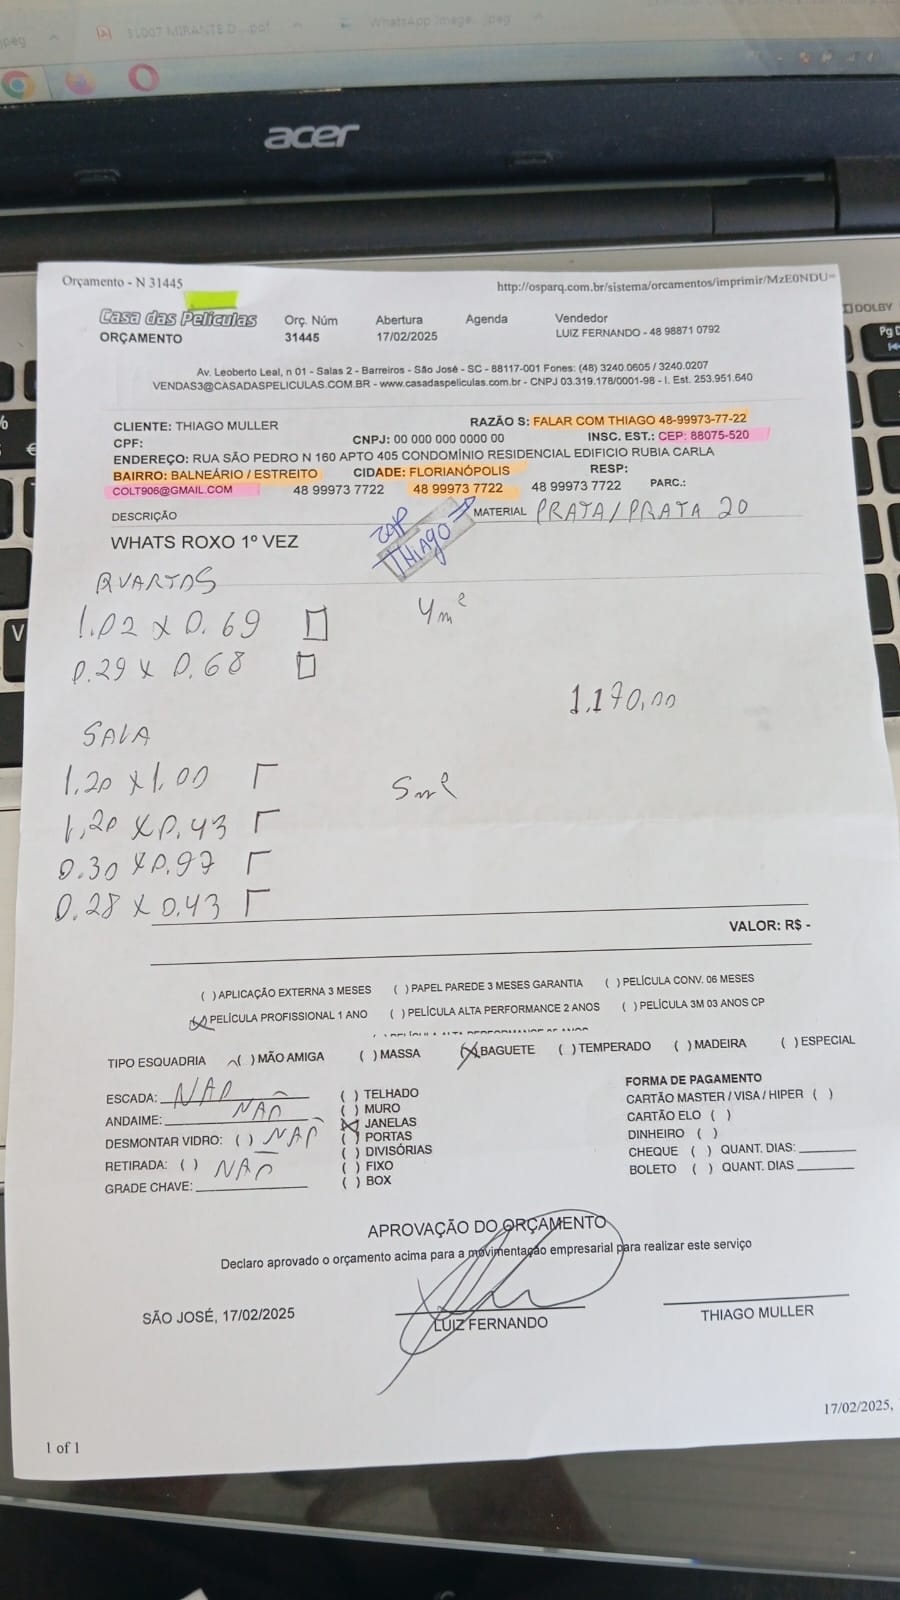 31007 MIRANTE D....pdf
WhatsApp Image...jpeg
acer
DOLBY
Orçamento - N 31445
http://osparq.com.br/sistema/orcamentos/imprimir/MzE0NDU=
Casa das Películas
ORÇAMENTO
Orç. Núm
31445
Abertura
17/02/2025
Agenda
Vendedor
LUIZ FERNANDO - 48 98871 0792
Av. Leoberto Leal, n 01 - Salas 2 - Barreiros - São José - SC - 88117-001 Fones: (48) 3240.0605 / 3240.0207
VENDAS3@CASADASPELICULAS.COM.BR - www.casadaspeliculas.com.br - CNPJ 03.319.178/0001-98 - I. Est. 253.951.640
CLIENTE: THIAGO MULLER RAZÃO S: FALAR COM THIAGO 48-99973-77-22
CPF: CNPJ: 00 000 000 0000 00 INSC. EST.: CEP: 88075-520
ENDEREÇO: RUA SÃO PEDRO N 160 APTO 405 CONDOMÍNIO RESIDENCIAL EDIFICIO RUBIA CARLA
BAIRRO: BALNEÁRIO / ESTREITO CIDADE: FLORIANÓPOLIS RESP:
COLT906@GMAIL.COM 48 99973 7722 48 99973 7722 48 99973 7722 PARC.:
DESCRIÇÃO ZAP THIAGO MATERIAL PRATA/PRATA 20
WHATS ROXO 1º VEZ
QUARTOS
1.02 x 0.69 4m²
0.29 x 0.68
1.170,00
SALA
1.20 x 1.00 5m²
1,20 x 0.43
0.30 x 0.97
0.28 x 0.43
VALOR: R$ -
( ) APLICAÇÃO EXTERNA 3 MESES ( ) PAPEL PAREDE 3 MESES GARANTIA ( ) PELÍCULA CONV. 06 MESES
(X) PELÍCULA PROFISSIONAL 1 ANO ( ) PELÍCULA ALTA PERFORMANCE 2 ANOS ( ) PELÍCULA 3M 03 ANOS CP
TIPO ESQUADRIA ( ) MÃO AMIGA ( ) MASSA (X) BAGUETE ( ) TEMPERADO ( ) MADEIRA ( ) ESPECIAL
ESCADA: NÃO
ANDAIME: NÃO
DESMONTAR VIDRO: ( ) NÃO
RETIRADA: ( ) NÃO
GRADE CHAVE:
( ) TELHADO
( ) MURO
(X) JANELAS
( ) PORTAS
( ) DIVISÓRIAS
( ) FIXO
( ) BOX
FORMA DE PAGAMENTO
CARTÃO MASTER / VISA / HIPER ( )
CARTÃO ELO ( )
DINHEIRO ( )
CHEQUE ( ) QUANT. DIAS:
BOLETO ( ) QUANT. DIAS
APROVAÇÃO DO ORÇAMENTO
Declaro aprovado o orçamento acima para a movimentação empresarial para realizar este serviço
SÃO JOSÉ, 17/02/2025
LUIZ FERNANDO
THIAGO MULLER
17/02/2025,
1 of 1